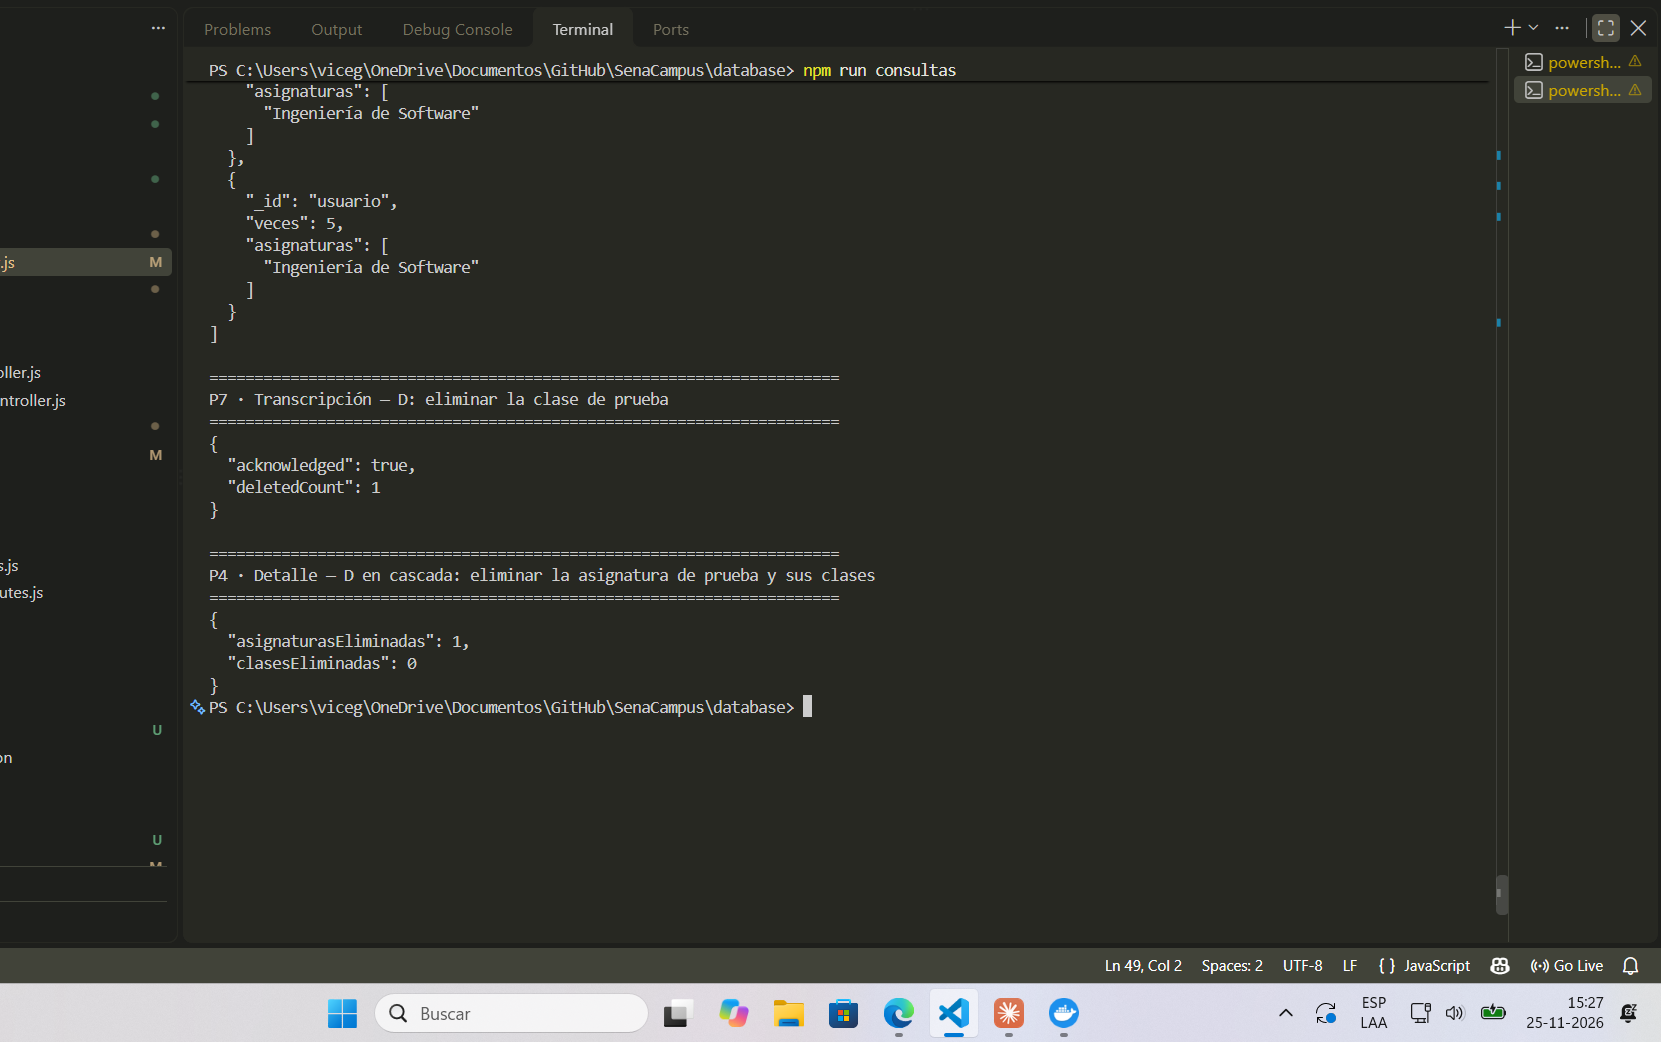 Problems Output Debug Console Terminal Ports
powersh...
powersh...
PS C:\Users\viceg\OneDrive\Documentos\GitHub\SenaCampus\database> npm run consultas
"asignaturas": [
"Ingeniería de Software"
]
},
{
"_id": "usuario",
"veces": 5,
"asignaturas": [
"Ingeniería de Software"
]
}
]
======================================================================
P7 · Transcripción — D: eliminar la clase de prueba
======================================================================
{
"acknowledged": true,
"deletedCount": 1
}
======================================================================
P4 · Detalle — D en cascada: eliminar la asignatura de prueba y sus clases
======================================================================
{
"asignaturasEliminadas": 1,
"clasesEliminadas": 0
}
PS C:\Users\viceg\OneDrive\Documentos\GitHub\SenaCampus\database>
.js M
oller.js
ntroller.js
M
s.js
utes.js
U
on
U
M
Ln 49, Col 2 Spaces: 2 UTF-8 LF { } JavaScript Go Live
Buscar
ESP
LAA
15:27
25-11-2026